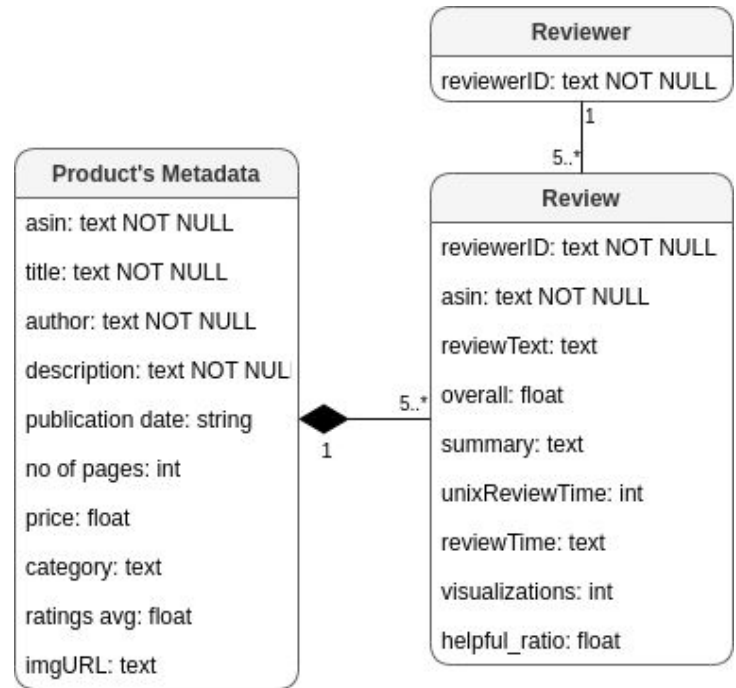 Reviewer
reviewerID: text NOT NULL
1
5..*
Product's Metadata
asin: text NOT NULL
title: text NOT NULL
author: text NOT NULL
description: text NOT NUL
publication date: string
no of pages: int
price: float
category: text
ratings avg: float
imgURL: text
1
5..*
Review
reviewerID: text NOT NULL
asin: text NOT NULL
reviewText: text
overall: float
summary: text
unixReviewTime: int
reviewTime: text
visualizations: int
helpful_ratio: float